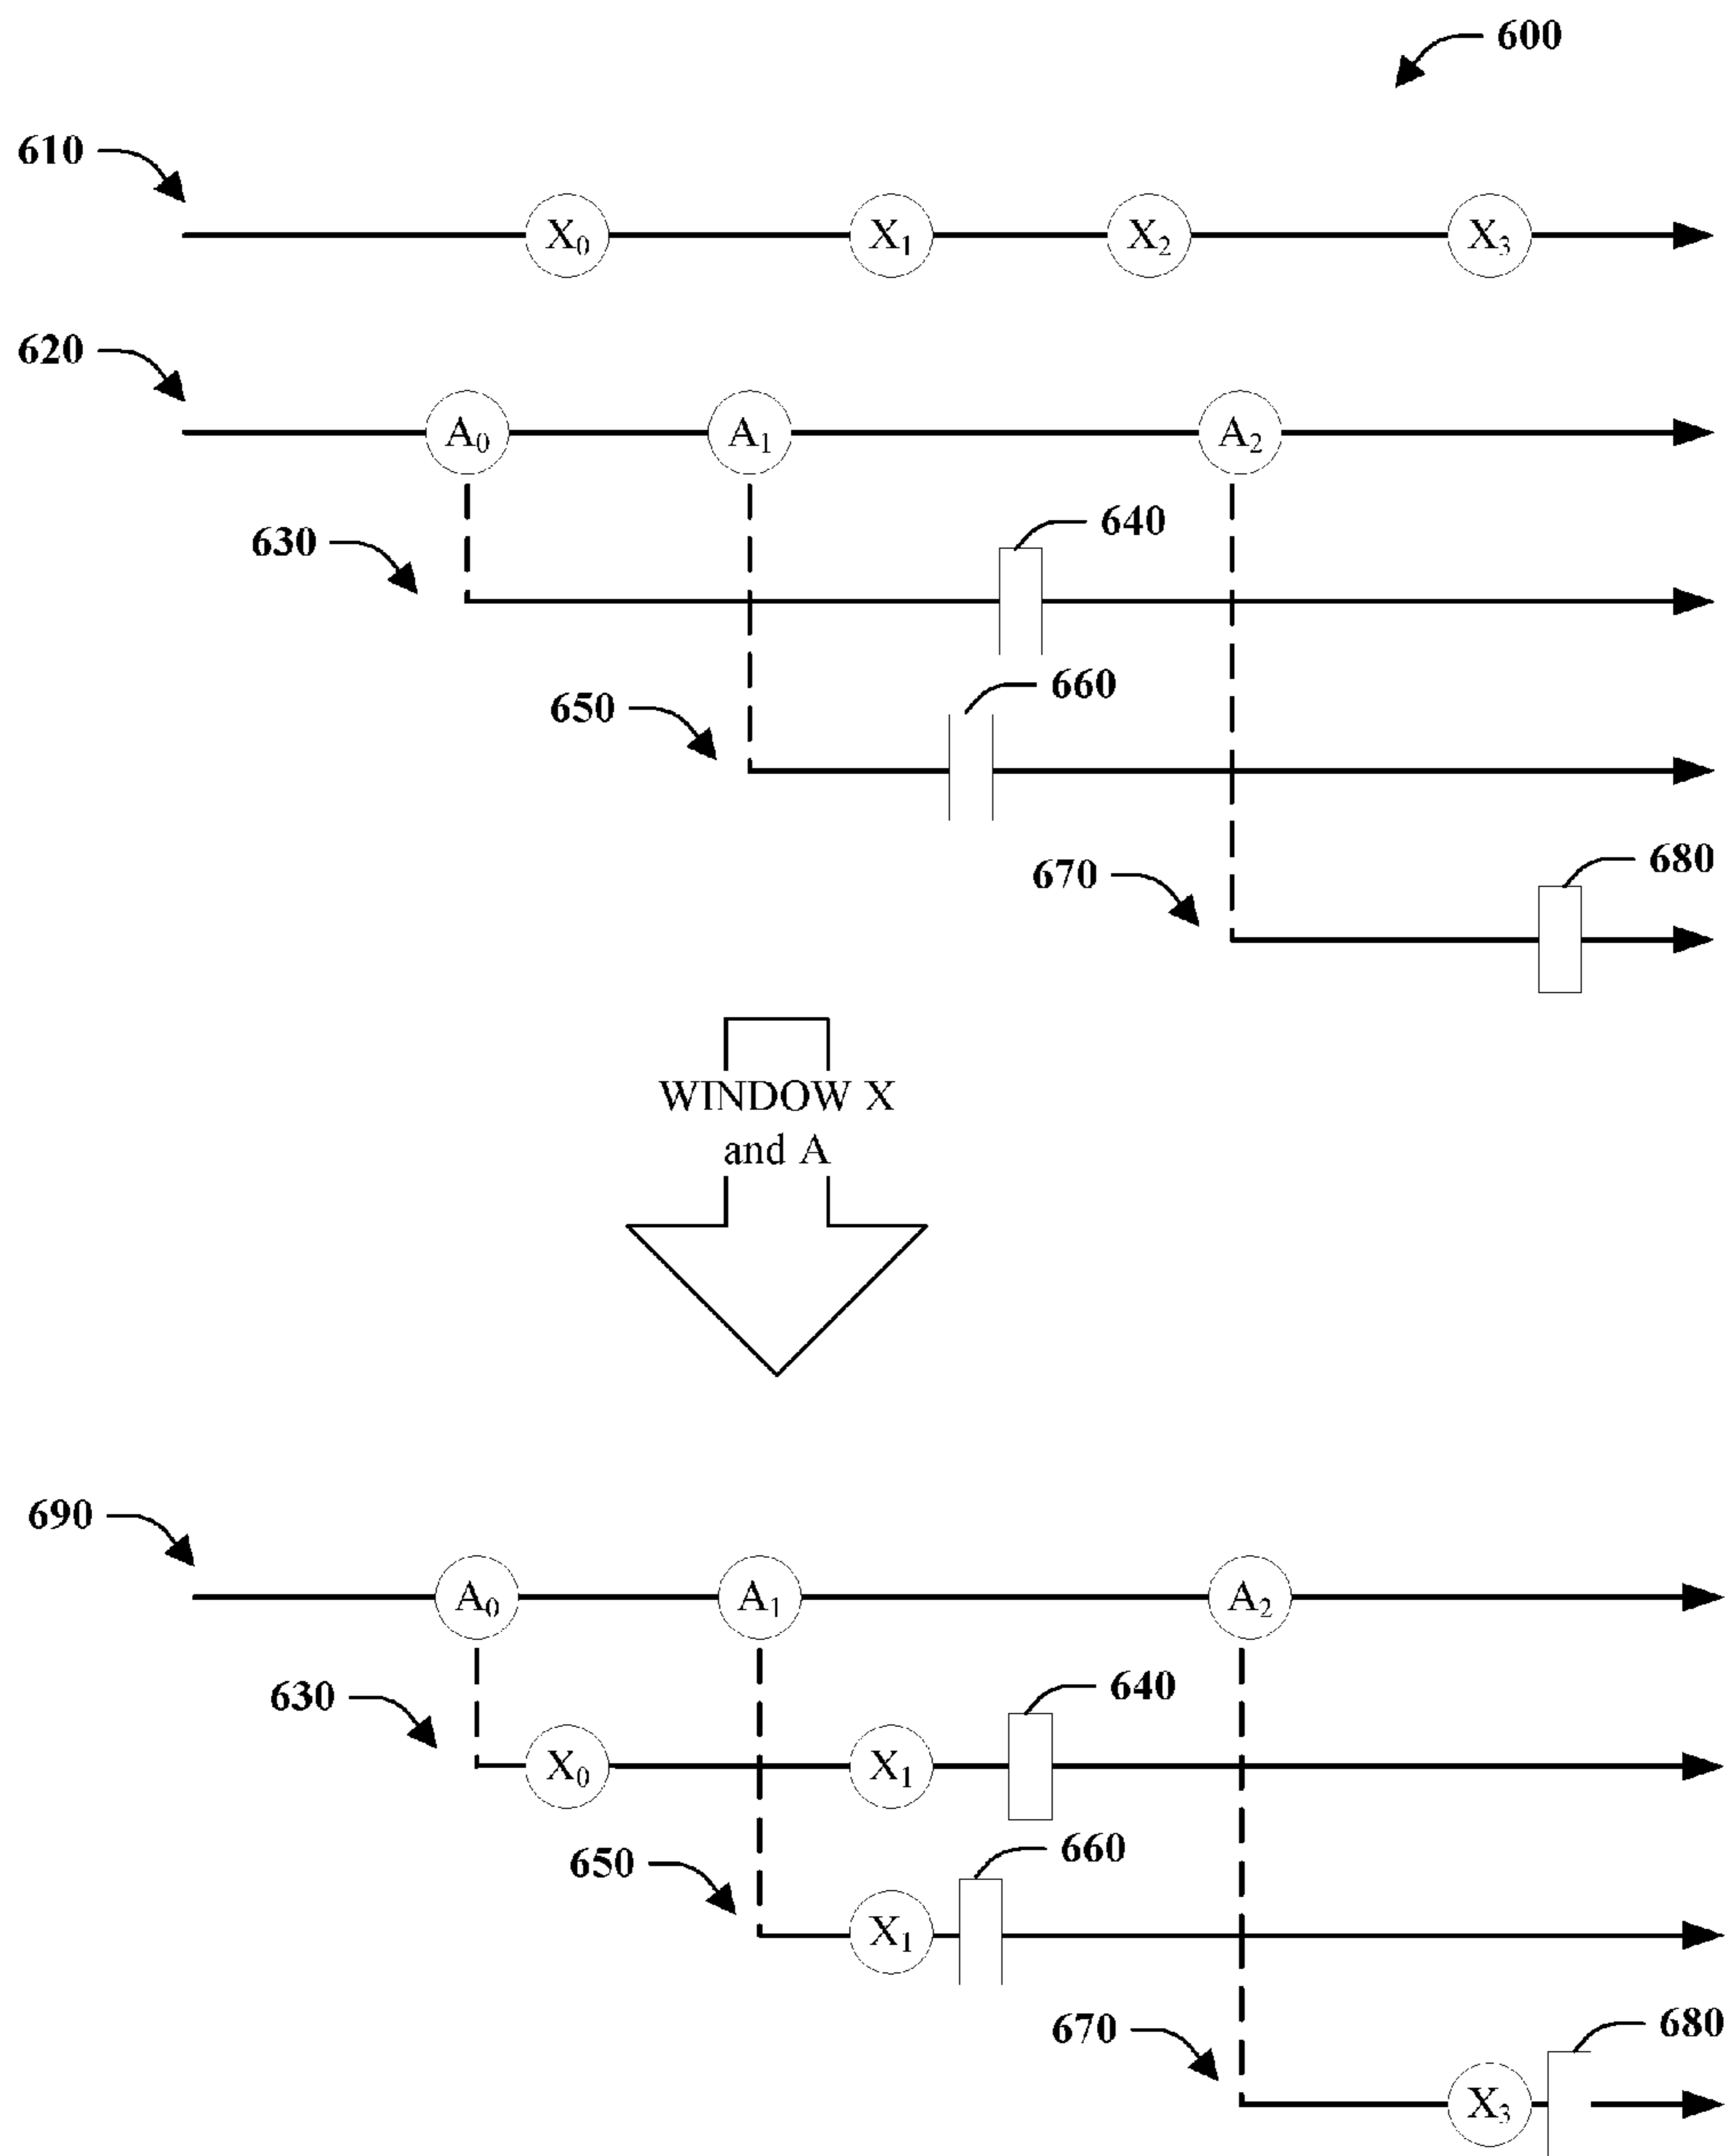 600
610
X₀ X₁ X₂ X₃
620
A₀ A₁ A₂
640
630
660
650
680
670
WINDOW X
and A
690
A₀ A₁ A₂
640
630
X₀ X₁
660
650
X₁
680
670
X₃